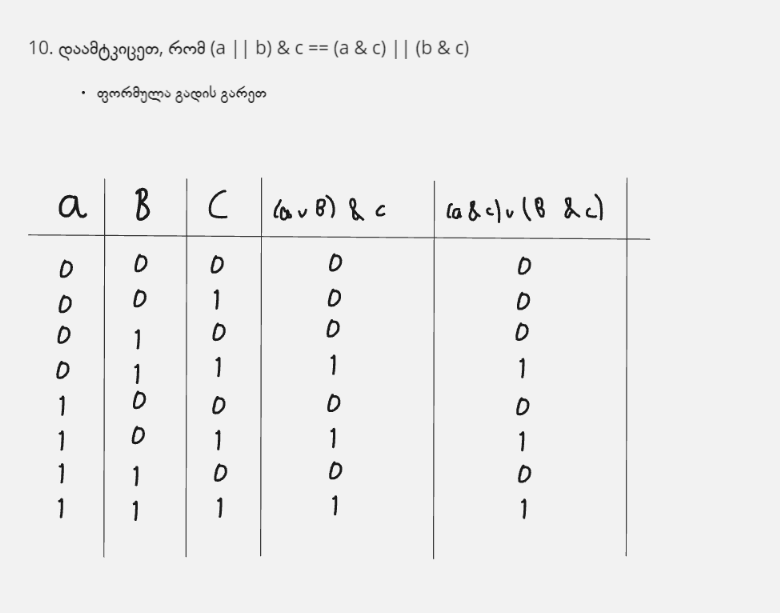 10. დაამტკიცეთ, რომ (a || b) & c == (a & c) || (b & c)
• ფორმულა გადის გარეთ
a B C (a v B) & c (a & c) v (B & c)
0 0 0 0 0
0 0 1 0 0
0 1 0 0 0
0 1 1 1 1
1 0 0 0 0
1 0 1 1 1
1 1 0 0 0
1 1 1 1 1